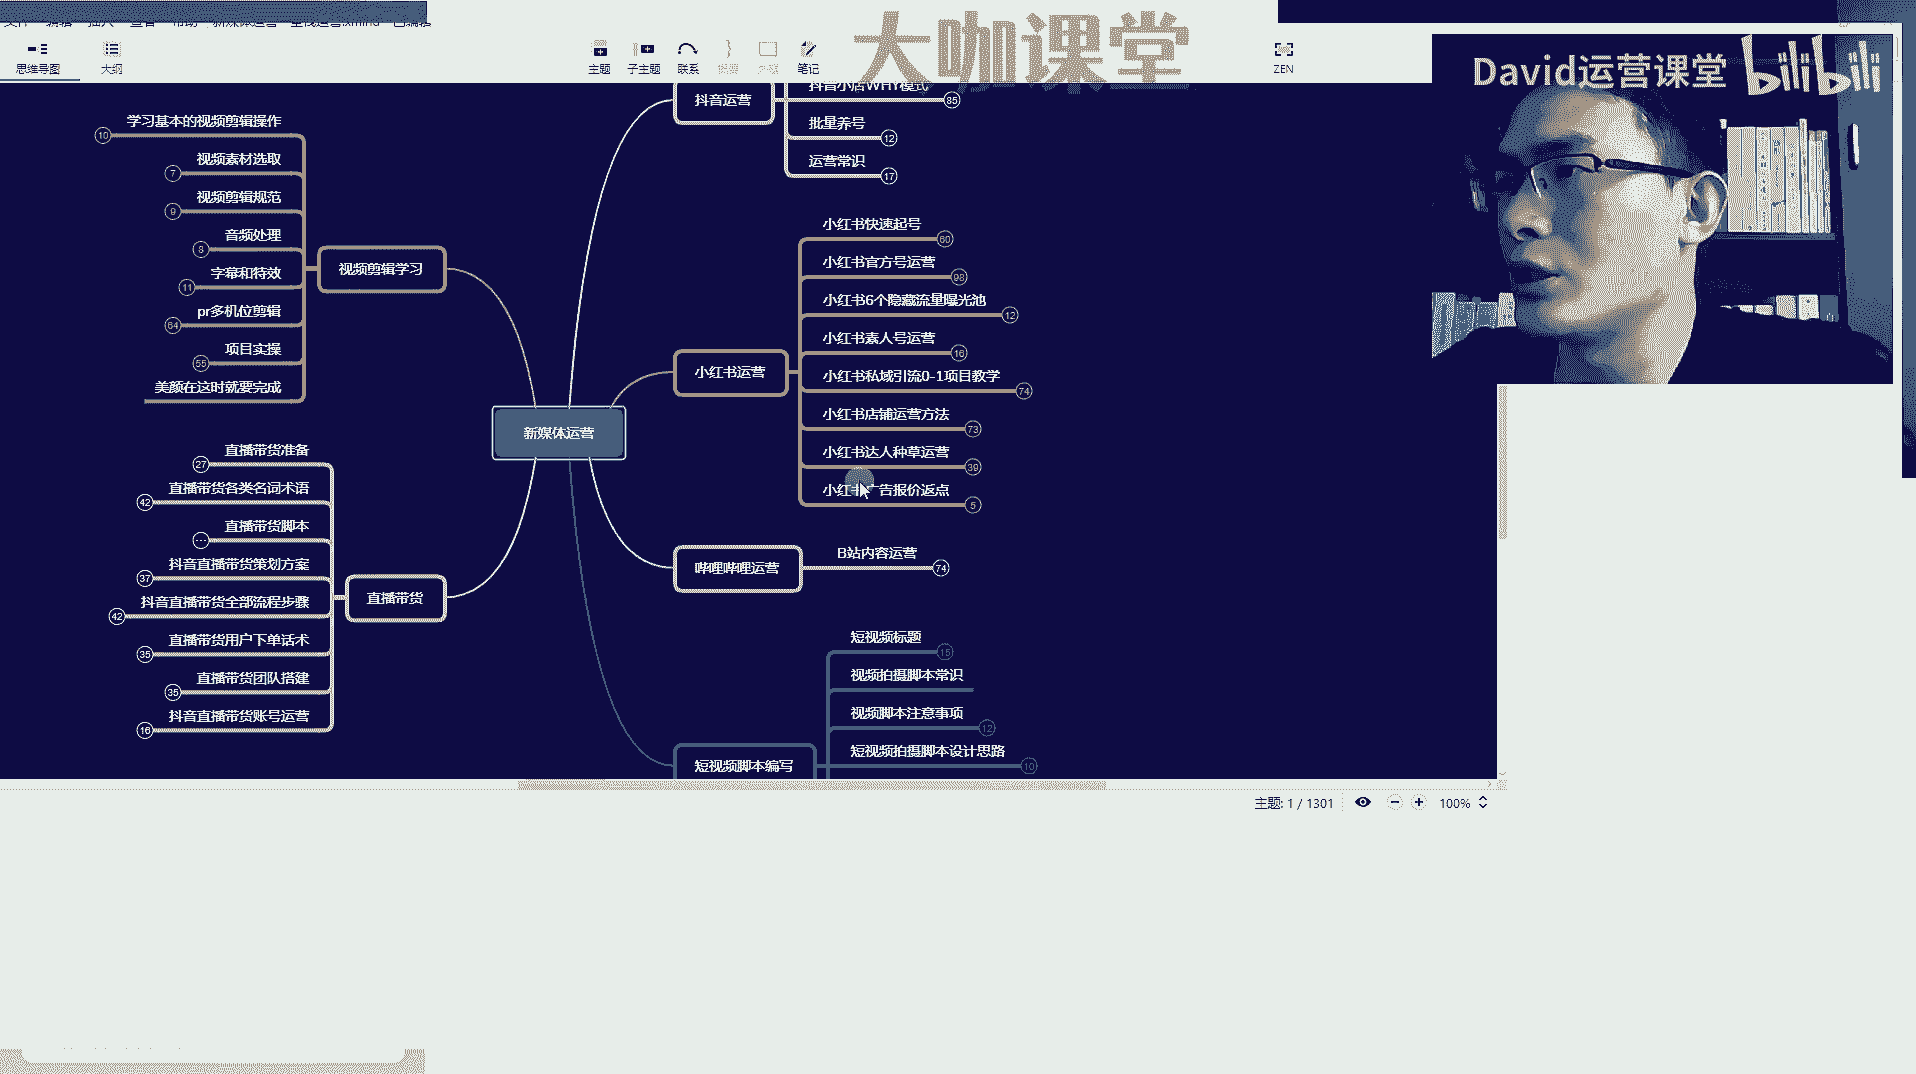 大咖课堂
David运营课堂 bilibili
思维导图
大纲
主题
子主题
联系
笔记
ZEN
新媒体运营
抖音运营
抖音小店WHY模式
85
批量养号
12
运营常识
17
小红书运营
小红书快速起号
60
小红书官方号运营
98
小红书6个隐藏流量曝光池
12
小红书素人号运营
16
小红书私域引流0-1项目教学
74
小红书店铺运营方法
73
小红书达人种草运营
39
小红书广告报价返点
5
哔哩哔哩运营
B站内容运营
74
短视频脚本编写
短视频标题
15
视频拍摄脚本常识
视频脚本注意事项
12
短视频拍摄脚本设计思路
10
视频剪辑学习
学习基本的视频剪辑操作
10
视频素材选取
7
视频剪辑规范
9
音频处理
8
字幕和特效
11
pr多机位剪辑
64
项目实操
55
美颜在这时就要完成
直播带货
直播带货准备
27
直播带货各类名词术语
42
直播带货脚本
抖音直播带货策划方案
37
抖音直播带货全部流程步骤
42
直播带货用户下单话术
35
直播带货团队搭建
35
抖音直播带货账号运营
16
主题: 1 / 1301
100%